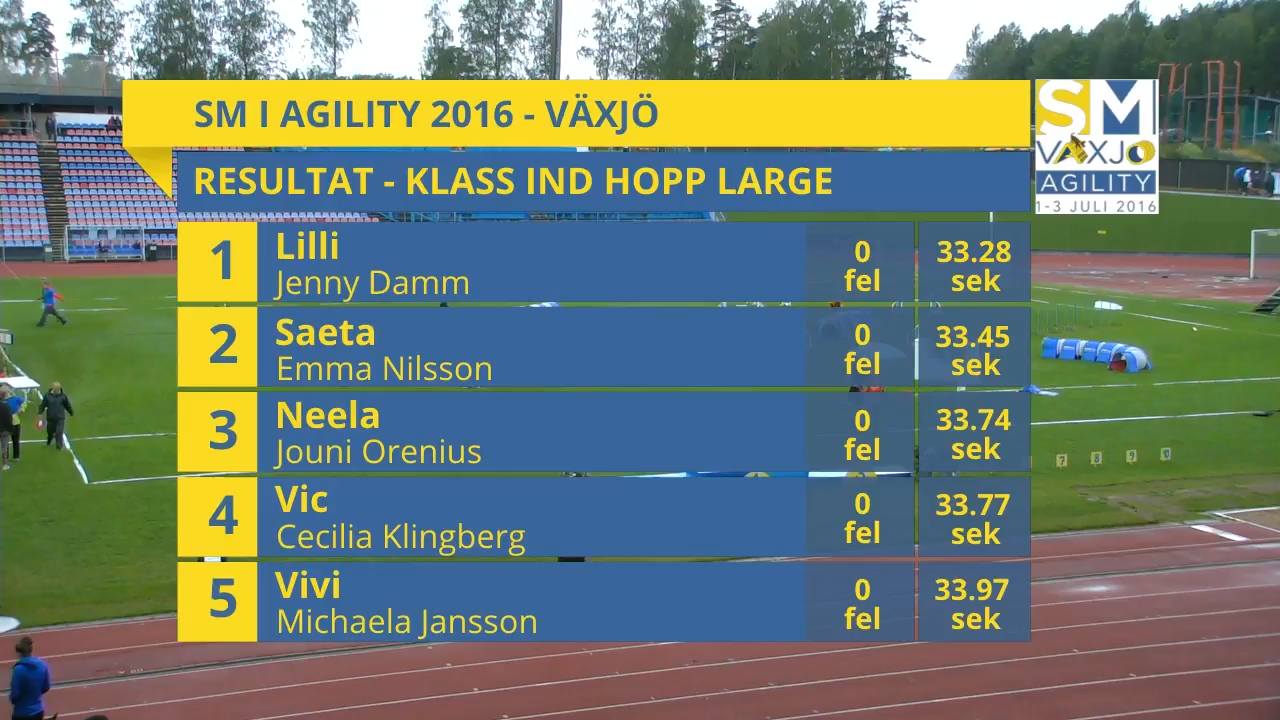 SM I AGILITY 2016 - VÄXJÖ
SM
VÄXJÖ
AGILITY
1-3 JULI 2016
RESULTAT - KLASS IND HOPP LARGE
1
Lilli
Jenny Damm
0
fel
33.28
sek
2
Saeta
Emma Nilsson
0
fel
33.45
sek
3
Neela
Jouni Orenius
0
fel
33.74
sek
4
Vic
Cecilia Klingberg
0
fel
33.77
sek
5
Vivi
Michaela Jansson
0
fel
33.97
sek
7 8 9